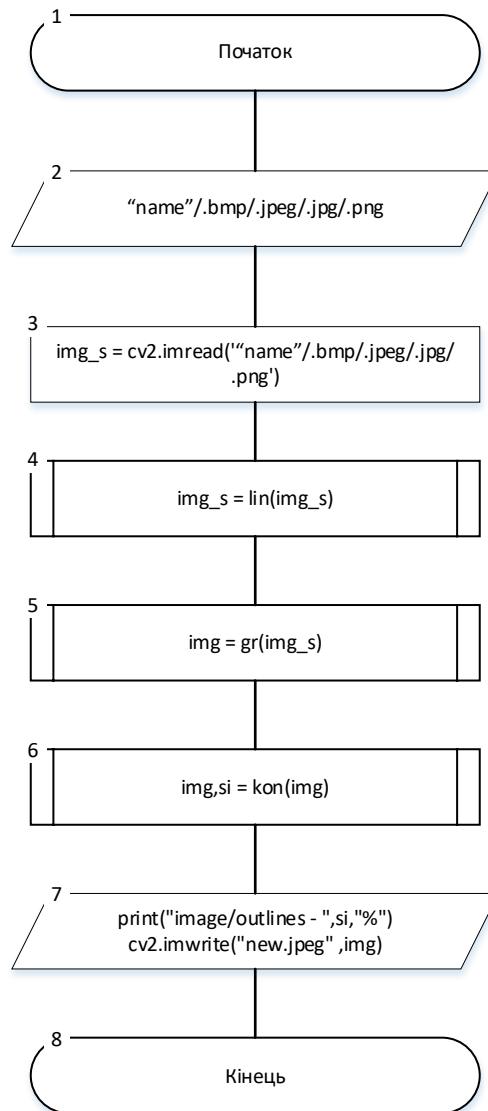 1
Початок
2
“name”/.bmp/.jpeg/.jpg/.png
3
img_s = cv2.imread('“name”/.bmp/.jpeg/.jpg/
.png')
4
img_s = lin(img_s)
5
img = gr(img_s)
6
img,si = kon(img)
7
print("image/outlines - ",si,"%")
cv2.imwrite("new.jpeg" ,img)
8
Кінець